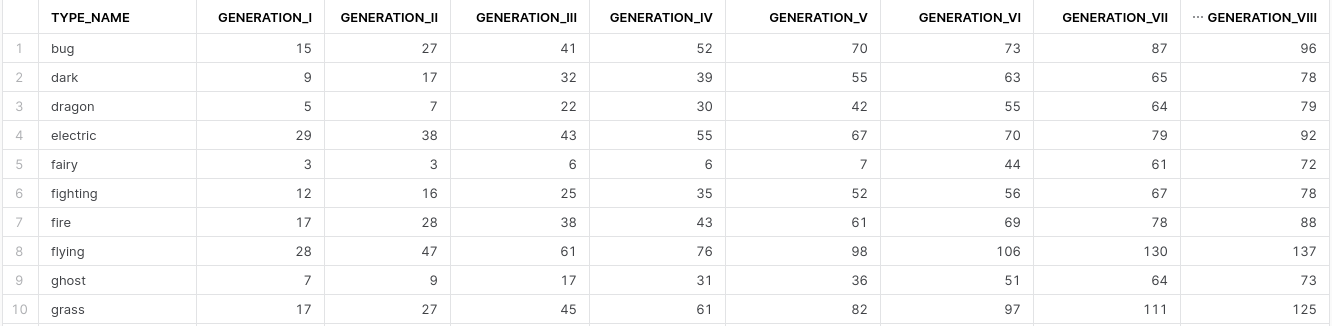 TYPE_NAME GENERATION_I GENERATION_II GENERATION_III GENERATION_IV GENERATION_V GENERATION_VI GENERATION_VII ··· GENERATION_VIII
1 bug 15 27 41 52 70 73 87 96
2 dark 9 17 32 39 55 63 65 78
3 dragon 5 7 22 30 42 55 64 79
4 electric 29 38 43 55 67 70 79 92
5 fairy 3 3 6 6 7 44 61 72
6 fighting 12 16 25 35 52 56 67 78
7 fire 17 28 38 43 61 69 78 88
8 flying 28 47 61 76 98 106 130 137
9 ghost 7 9 17 31 36 51 64 73
10 grass 17 27 45 61 82 97 111 125